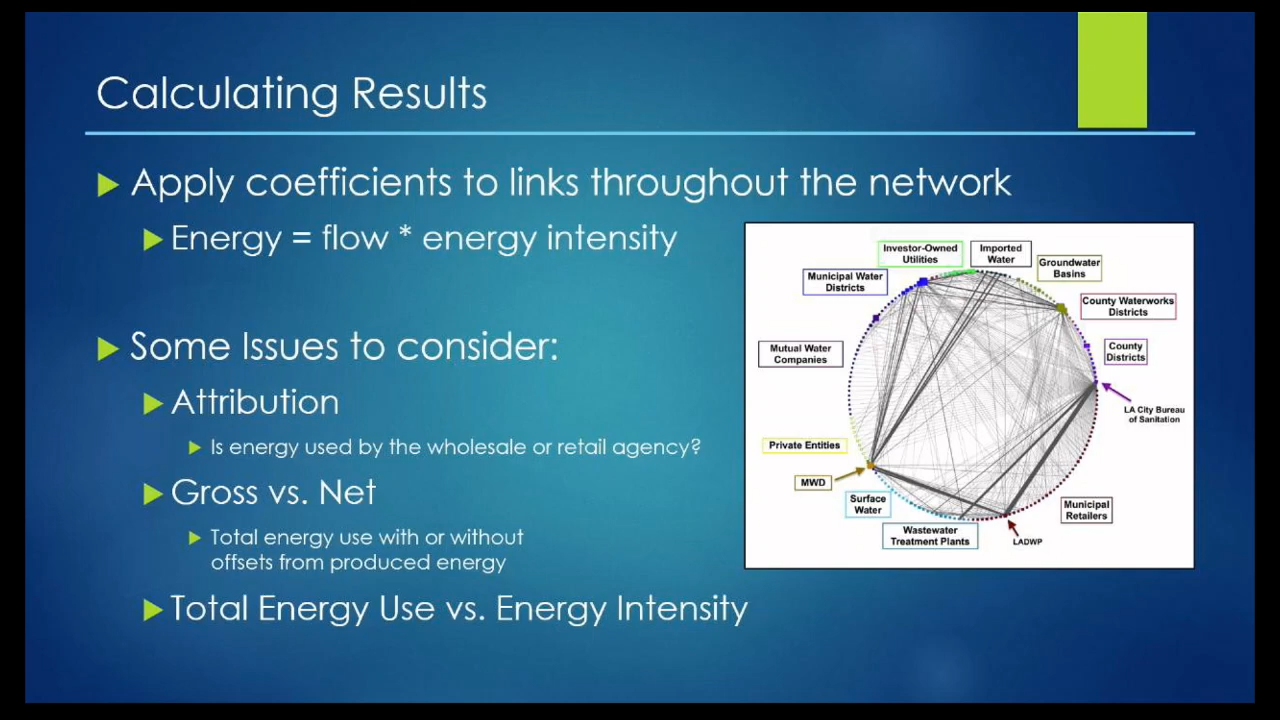 Calculating Results
Apply coefficients to links throughout the network
Energy = flow * energy intensity
Some Issues to consider:
Attribution
Is energy used by the wholesale or retail agency?
Gross vs. Net
Total energy use with or without
offsets from produced energy
Total Energy Use vs. Energy Intensity
Investor-Owned
Utilities
Imported
Water
Groundwater
Basins
Municipal Water
Districts
County Waterworks
Districts
Mutual Water
Companies
County
Districts
LA City Bureau
of Sanitation
Private Entities
MWD
Surface
Water
Municipal
Retailers
Wastewater
Treatment Plants
LADWP